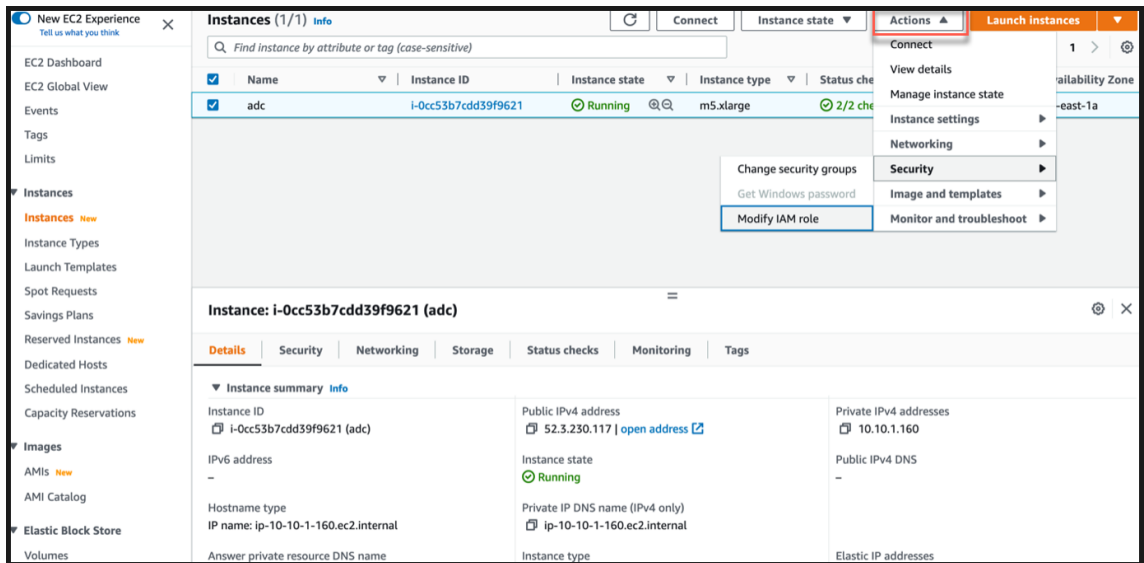 New EC2 Experience
Tell us what you think
EC2 Dashboard
EC2 Global View
Events
Tags
Limits
Instances
Instances New
Instance Types
Launch Templates
Spot Requests
Savings Plans
Reserved Instances New
Dedicated Hosts
Scheduled Instances
Capacity Reservations
Images
AMIs New
AMI Catalog
Elastic Block Store
Volumes
Instances (1/1) Info
Connect
Instance state
Actions
Launch instances
Find instance by attribute or tag (case-sensitive)
1
Name Instance ID Instance state Instance type Status che
Zone
adc i-0cc53b7cdd39f9621 Running m5.xlarge 2/2 che
-east-1a
Connect
View details
Manage instance state
Instance settings
Networking
Security
Image and templates
Monitor and troubleshoot
Change security groups
Get Windows password
Modify IAM role
Instance: i-0cc53b7cdd39f9621 (adc)
Details Security Networking Storage Status checks Monitoring Tags
Instance summary Info
Instance ID
i-0cc53b7cdd39f9621 (adc)
Public IPv4 address
52.3.230.117 | open address
Private IPv4 addresses
10.10.1.160
IPv6 address
–
Instance state
Running
Public IPv4 DNS
–
Hostname type
IP name: ip-10-10-1-160.ec2.internal
Private IP DNS name (IPv4 only)
ip-10-10-1-160.ec2.internal
Answer private resource DNS name
Instance type
Elastic IP addresses